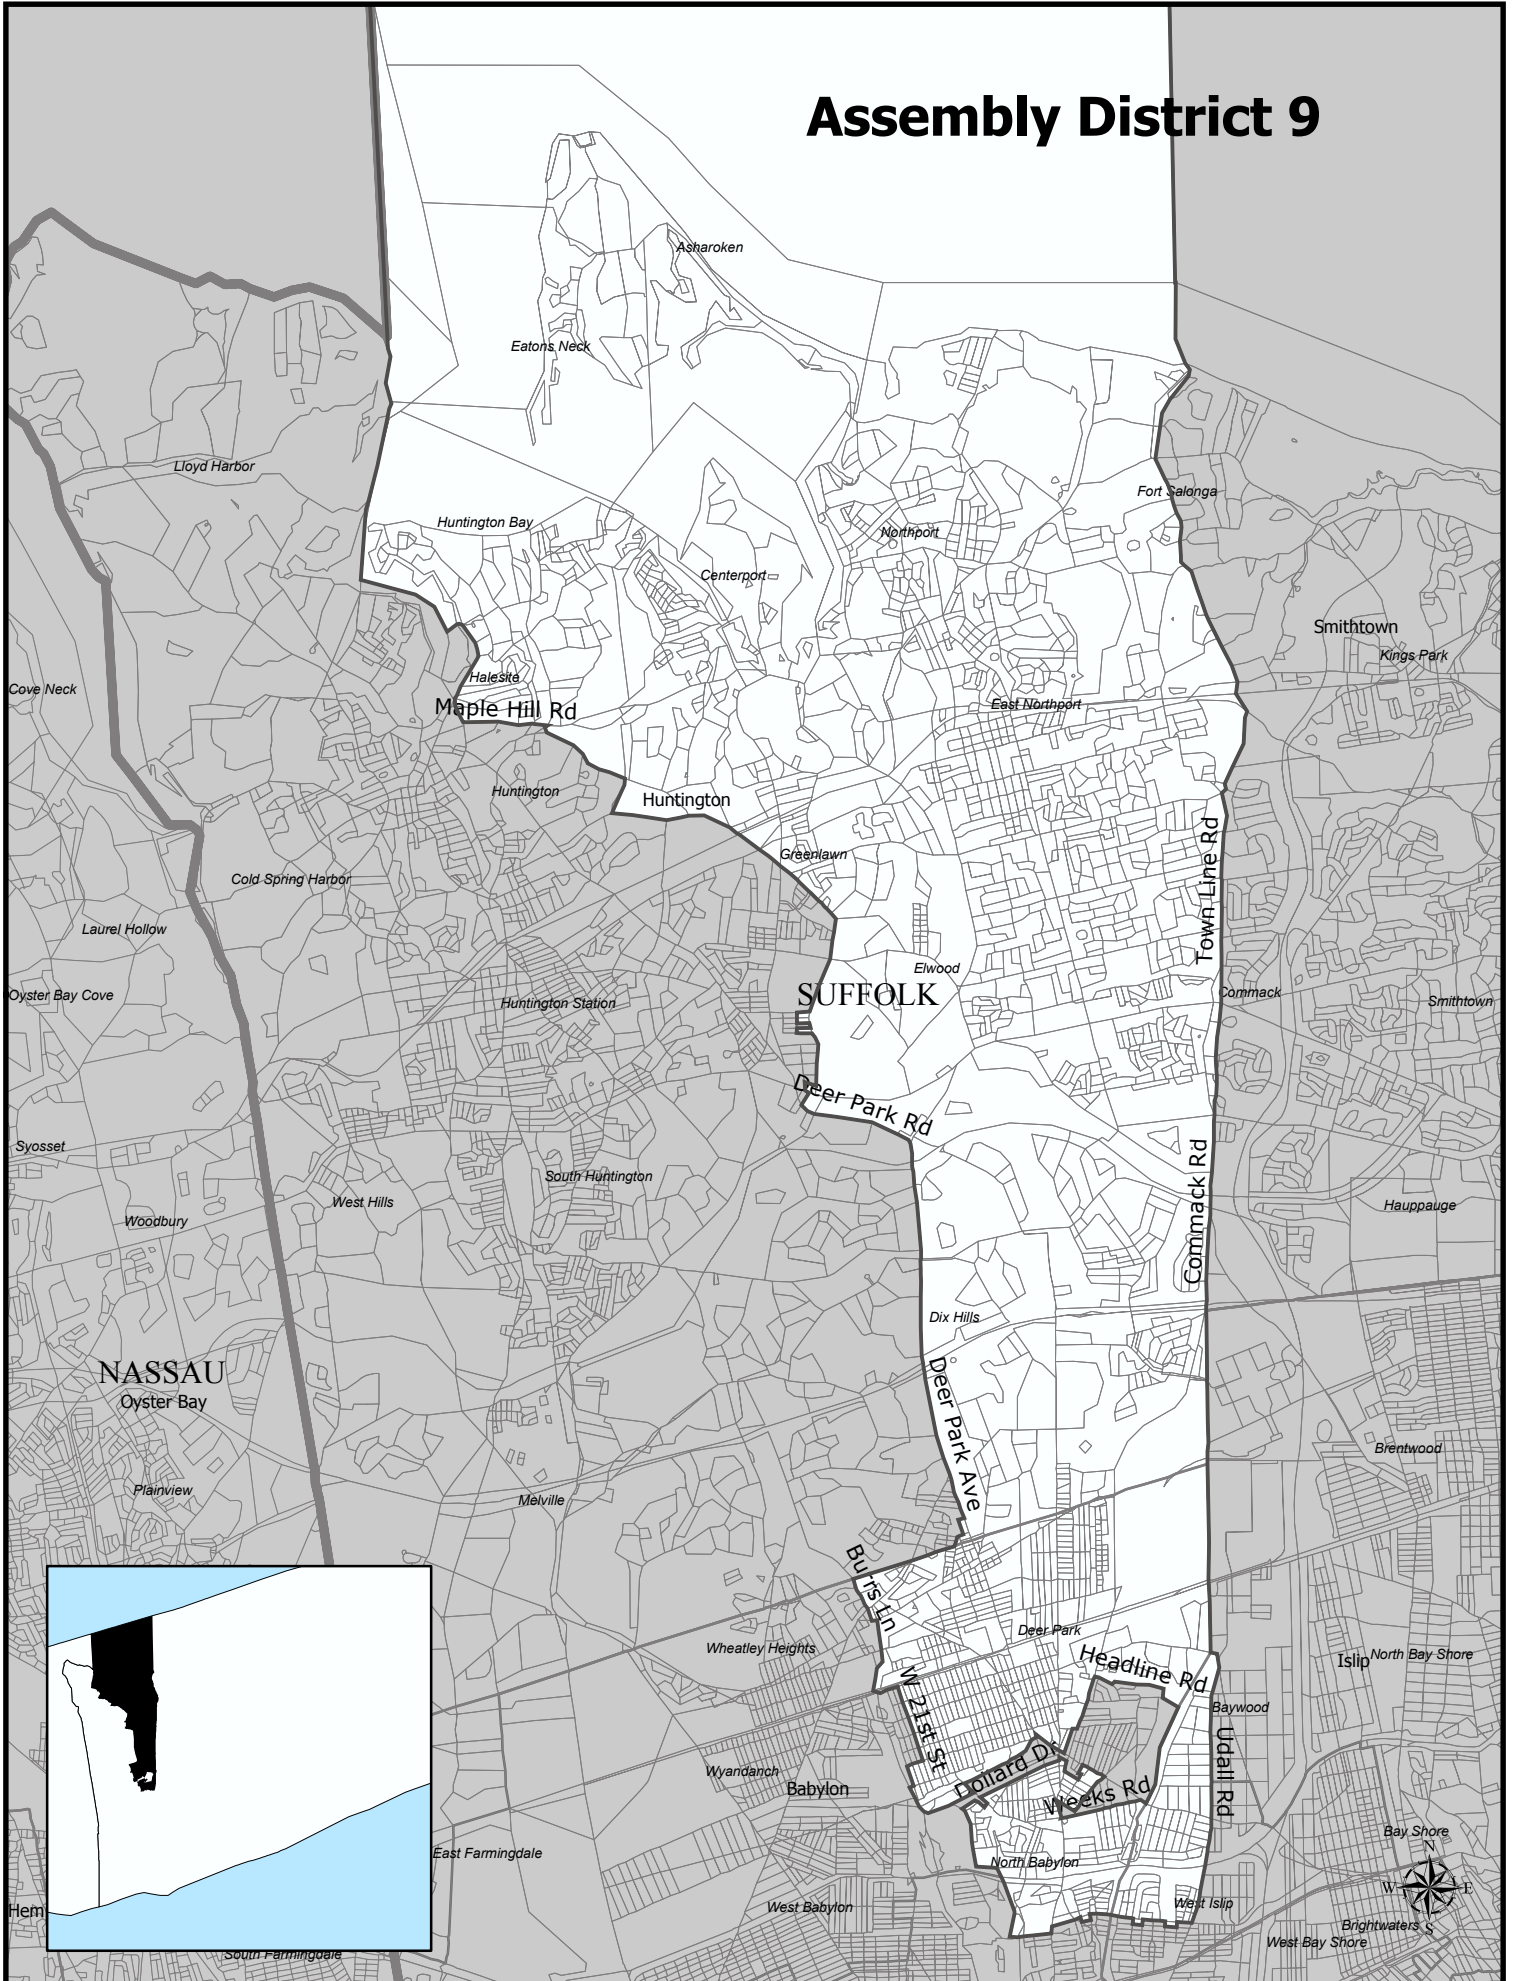 Assembly District 9
Asharoken
Eatons Neck
Lloyd Harbor
Fort Salonga
Huntington Bay
Northport
Centerport
Smithtown
Kings Park
Halesite
Cove Neck
Maple Hill Rd
East Northport
Huntington
Huntington
Town Line Rd
Greenlawn
Cold Spring Harbor
Laurel Hollow
Elwood
Oyster Bay Cove
SUFFOLK
Commack
Smithtown
Huntington Station
Deer Park Rd
Syosset
Commack Rd
South Huntington
West Hills
Hauppauge
Woodbury
Dix Hills
NASSAU
Oyster Bay
Deer Park Ave
Brentwood
Plainview
Melville
Burrs Ln
Deer Park
Wheatley Heights
Headline Rd
Islip
North Bay Shore
W 21st St
Baywood
Udall Rd
Dollard Dr
Wyandanch
Babylon
Weeks Rd
Bay Shore
East Farmingdale
North Babylon
N
W
E
S
West Babylon
West Islip
Hem
Brightwaters
West Bay Shore
South Farmingdale